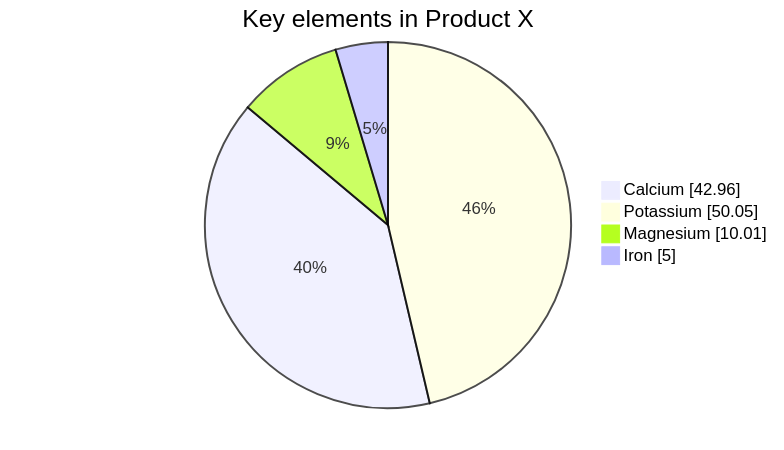 Key elements in Product X
5%
9%
46%
40%
Calcium [42.96]
Potassium [50.05]
Magnesium [10.01]
Iron [5]